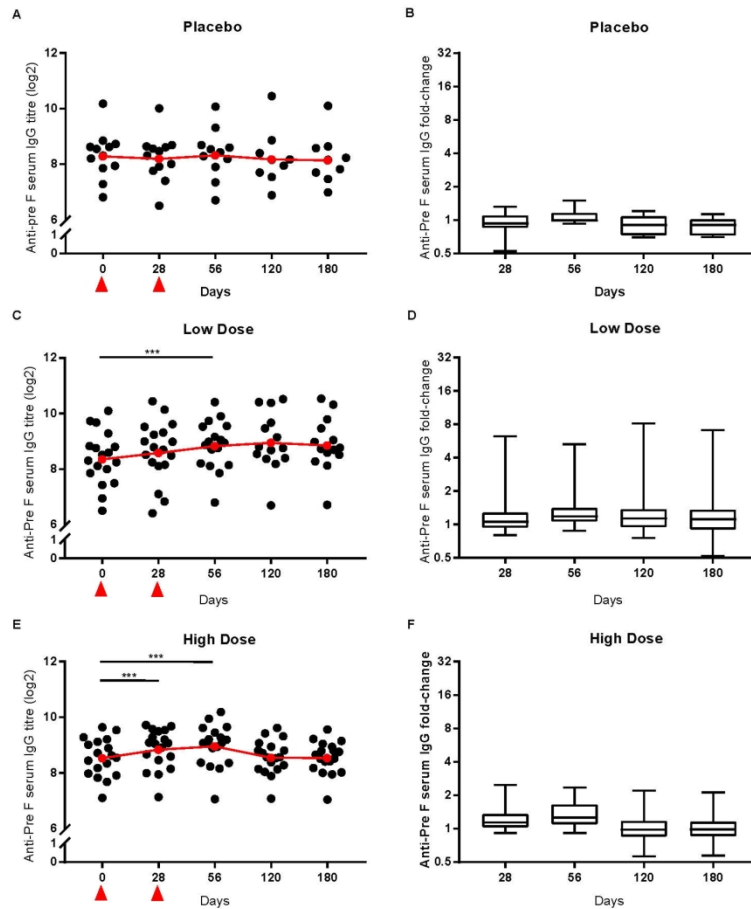 A
Placebo
Anti-pre F serum IgG titre (log2)
12
10
8
6
1
0
0 28 56 120 180
Days
B
Placebo
Anti-Pre F serum IgG fold-change
32
16
8
4
2
1
0.5
28 56 120 180
Days
C
Low Dose
***
Anti-Pre F serum IgG titre (log2)
12
10
8
6
1
0
0 28 56 120 180
Days
D
Low Dose
Anti-Pre F serum IgG fold-change
32
16
8
4
2
1
0.5
28 56 120 180
Days
E
High Dose
***
***
Anti-Pre F serum IgG titre (log2)
12
10
8
6
1
0
0 28 56 120 180
Days
F
High Dose
Anti-Pre F serum IgG fold-change
32
16
8
4
2
1
0.5
28 56 120 180
Days